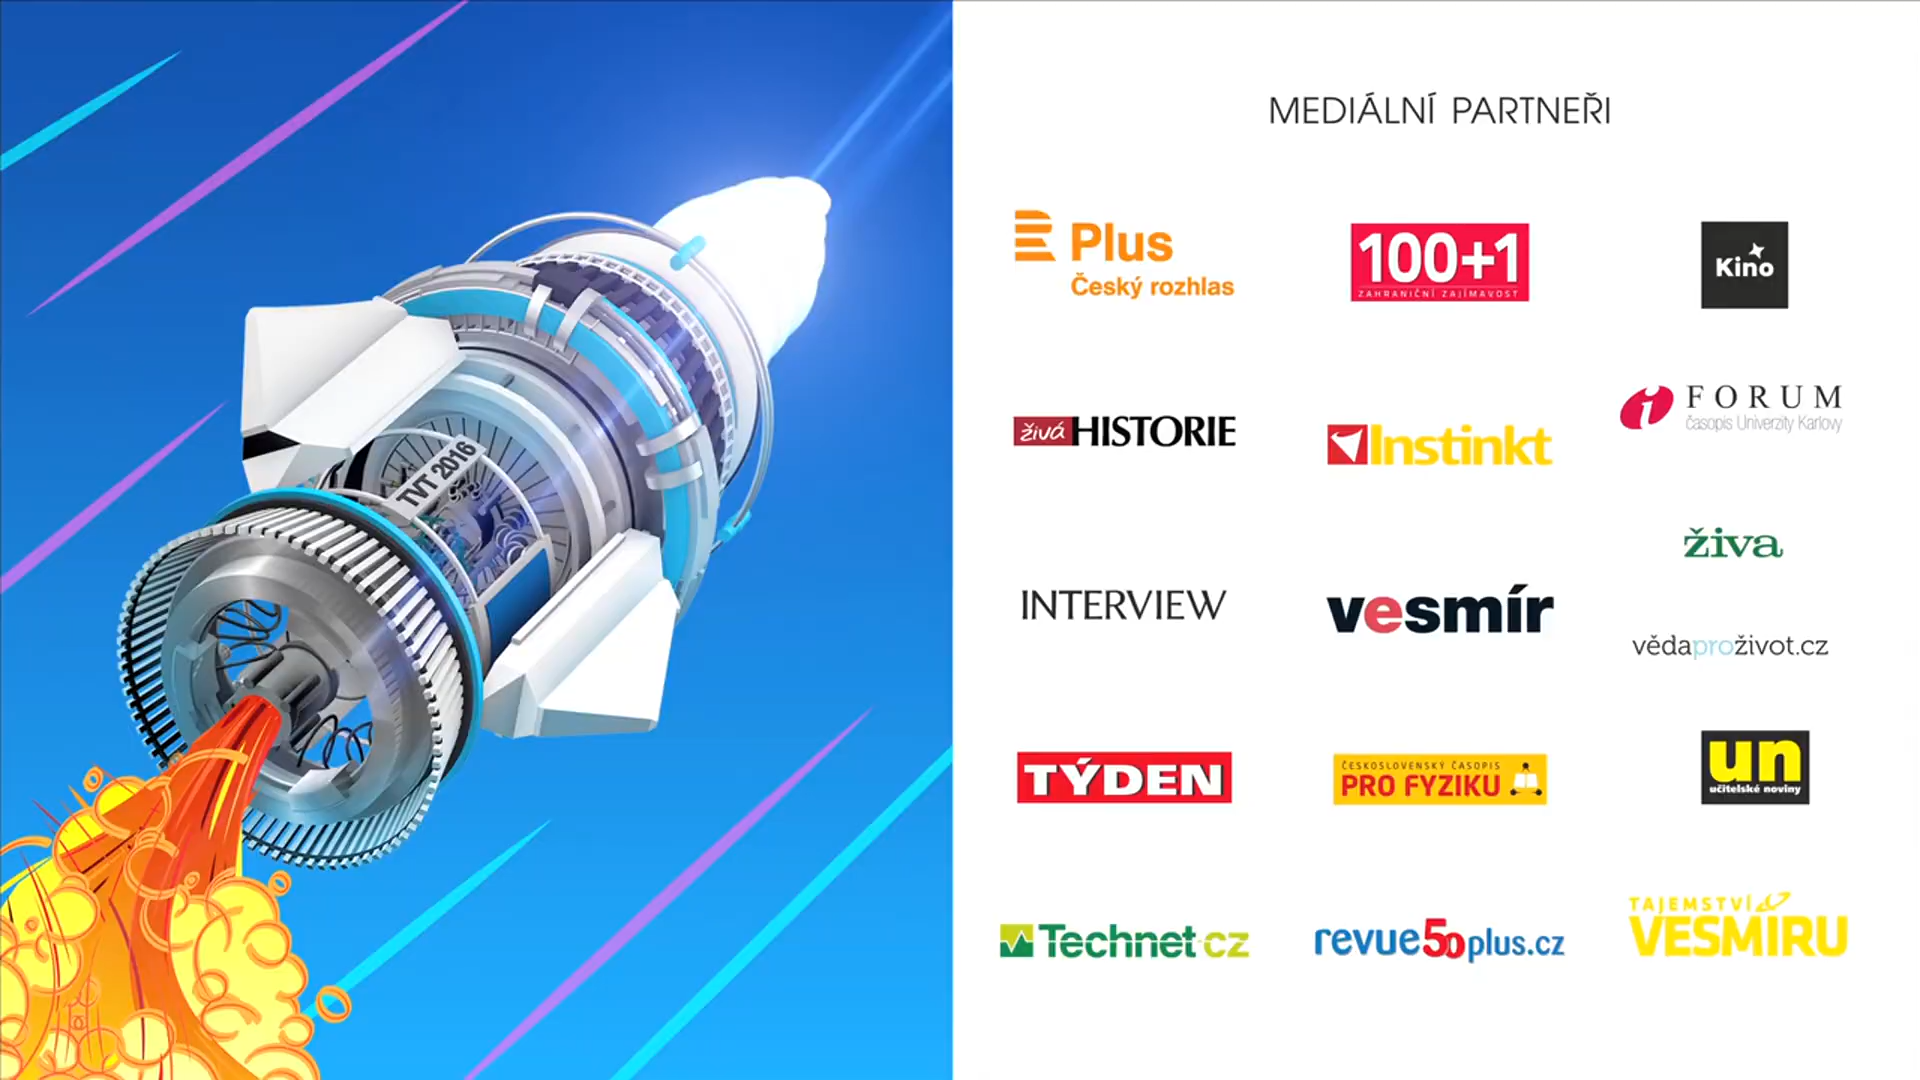 TVT 2016
MEDIÁLNÍ PARTNEŘI
Plus
Český rozhlas
100+1
ZAHRANIČNÍ ZAJÍMAVOST
Kino
živá HISTORIE
Instinkt
i FORUM
časopis Univerzity Karlovy
živa
INTERVIEW
vesmír
vědaproživot.cz
TÝDEN
ČESKOSLOVENSKÝ ČASOPIS
PRO FYZIKU
un
učitelské noviny
Technet.cz
revue50plus.cz
TAJEMSTVÍ
VESMÍRU